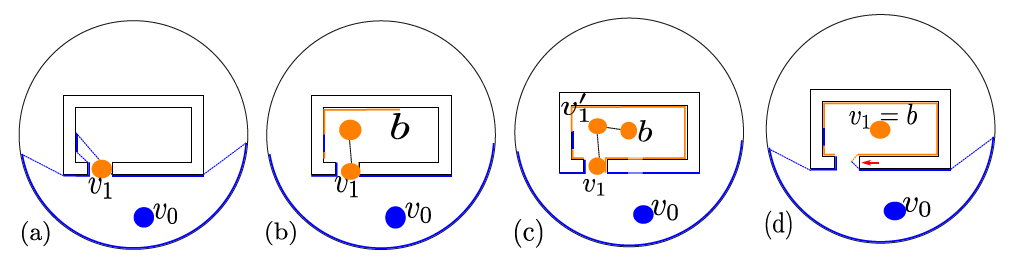 (a) v₁ v₀
(b) b v₁ v₀
(c) v₁′ b v₁ v₀
(d) v₁ = b v₀